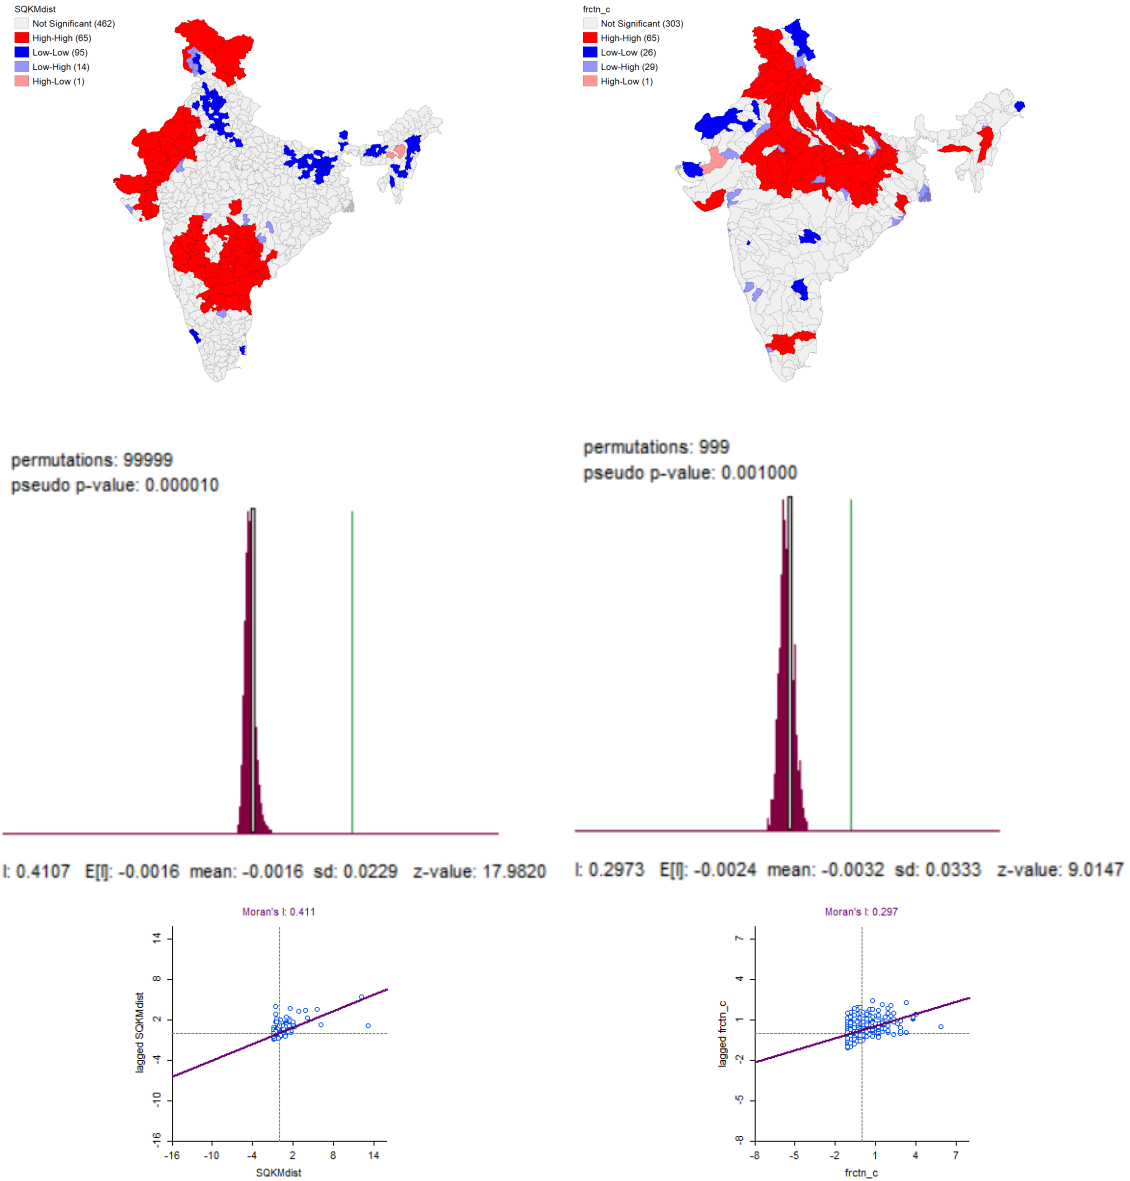 SQKMdist
Not Significant (462)
High-High (65)
Low-Low (95)
Low-High (14)
High-Low (1)
frctn_c
Not Significant (303)
High-High (65)
Low-Low (26)
Low-High (29)
High-Low (1)
permutations: 99999
pseudo p-value: 0.000010
permutations: 999
pseudo p-value: 0.001000
I: 0.4107 E[I]: -0.0016 mean: -0.0016 sd: 0.0229 z-value: 17.9820
I: 0.2973 E[I]: -0.0024 mean: -0.0032 sd: 0.0333 z-value: 9.0147
Moran's I: 0.411
14
8
2
-4
-10
-16
lagged SQKMdist
-16 -10 -4 2 8 14
SQKMdist
Moran's I: 0.297
7
4
1
-2
-5
-8
lagged frctn_c
-8 -5 -2 1 4 7
frctn_c